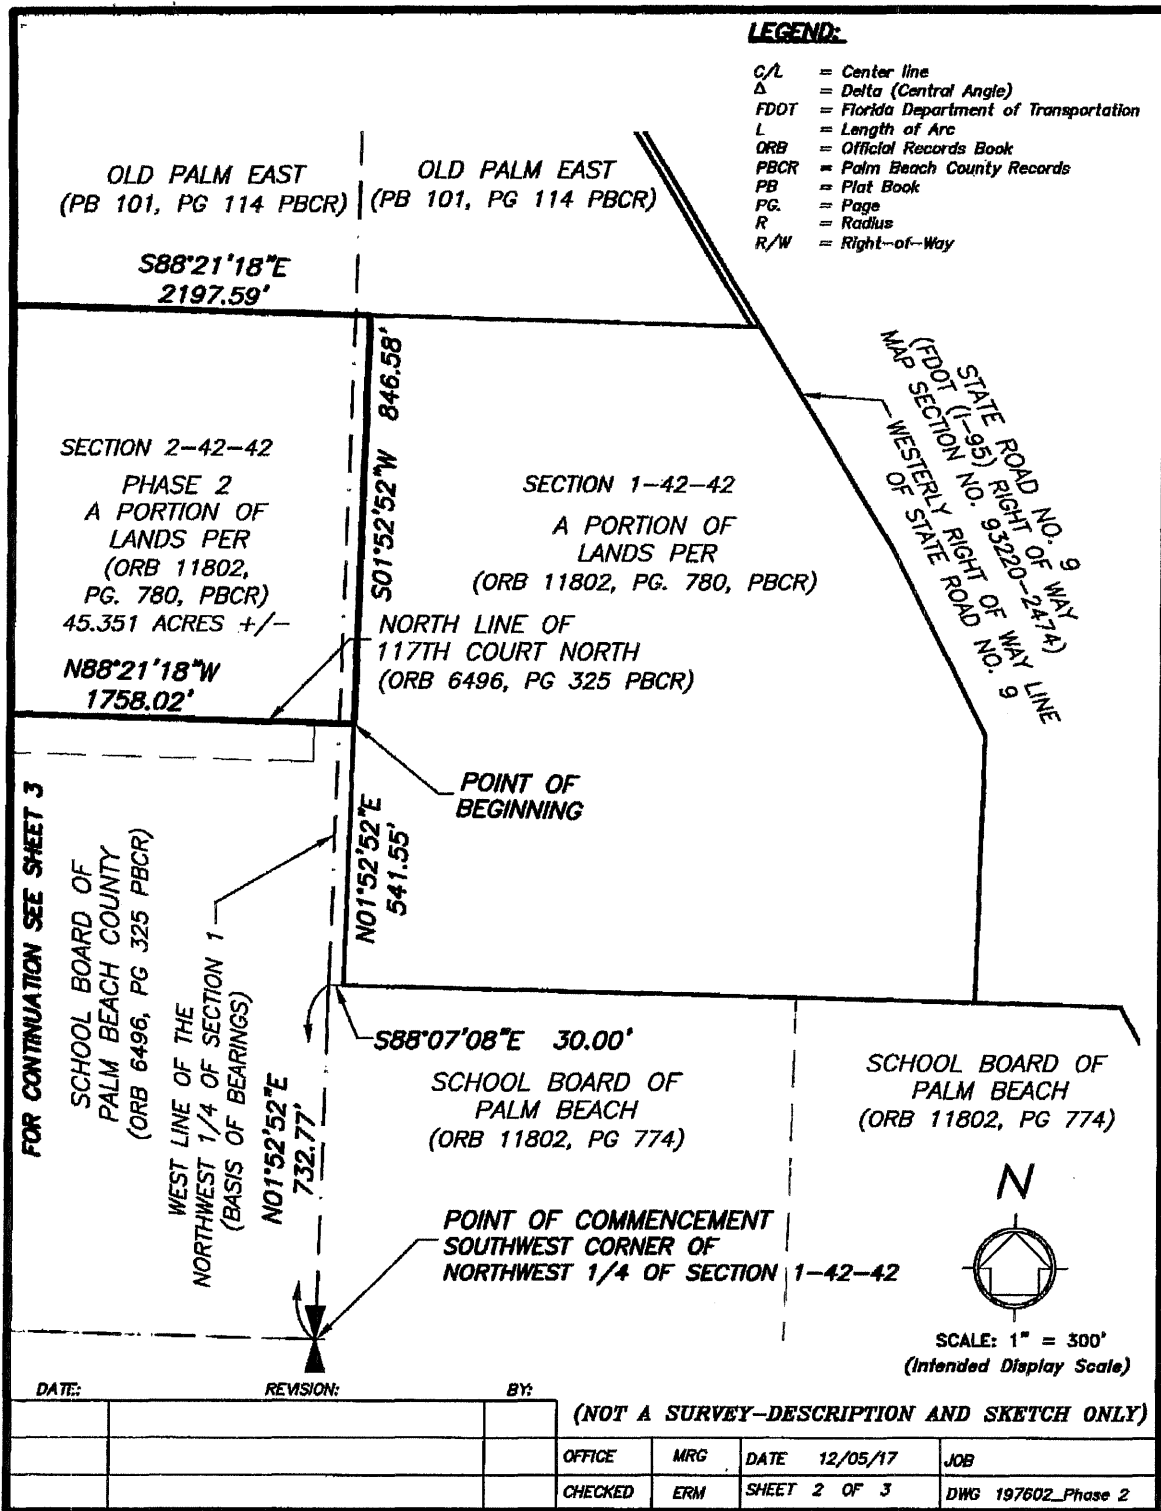 LEGEND:
C/L = Center line
Δ = Delta (Central Angle)
FDOT = Florida Department of Transportation
L = Length of Arc
ORB = Official Records Book
PBCR = Palm Beach County Records
PB = Plat Book
PG. = Page
R = Radius
R/W = Right-of-Way
OLD PALM EAST
(PB 101, PG 114 PBCR)
OLD PALM EAST
(PB 101, PG 114 PBCR)
S88°21'18"E
2197.59'
S01°52'52"W 846.58'
STATE ROAD NO. 9
(FDOT (I-95) RIGHT OF WAY
MAP SECTION NO. 93220-2474)
WESTERLY RIGHT OF WAY LINE
OF STATE ROAD NO. 9
SECTION 2-42-42
PHASE 2
A PORTION OF
LANDS PER
(ORB 11802,
PG. 780, PBCR)
45.351 ACRES +/-
SECTION 1-42-42
A PORTION OF
LANDS PER
(ORB 11802, PG. 780, PBCR)
NORTH LINE OF
117TH COURT NORTH
(ORB 6496, PG 325 PBCR)
N88°21'18"W
1758.02'
POINT OF
BEGINNING
N01°52'52"E
541.55'
FOR CONTINUATION SEE SHEET 3
SCHOOL BOARD OF
PALM BEACH COUNTY
(ORB 6496, PG 325 PBCR)
WEST LINE OF THE
NORTHWEST 1/4 OF SECTION 1
(BASIS OF BEARINGS)
N01°52'52"E
732.77'
S88°07'08"E 30.00'
SCHOOL BOARD OF
PALM BEACH
(ORB 11802, PG 774)
SCHOOL BOARD OF
PALM BEACH
(ORB 11802, PG 774)
POINT OF COMMENCEMENT
SOUTHWEST CORNER OF
NORTHWEST 1/4 OF SECTION 1-42-42
N
SCALE: 1" = 300'
(Intended Display Scale)
DATE: REVISION: BY:
(NOT A SURVEY-DESCRIPTION AND SKETCH ONLY)
OFFICE MRG DATE 12/05/17 JOB
CHECKED ERM SHEET 2 OF 3 DWG 197602_Phase 2